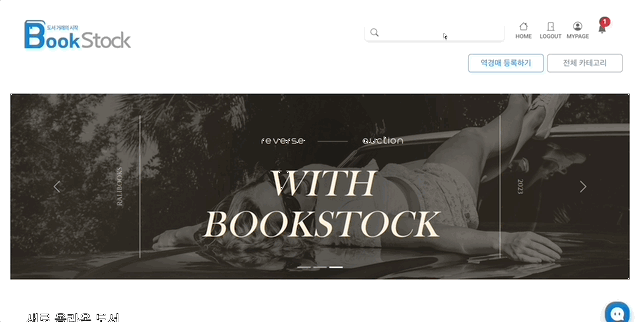 도서 거래의 시작
BookStock
HOME
LOGOUT
MYPAGE
1
역경매 등록하기
전체 카테고리
reverse
auction
BALIBOOKS
2023
WITH
BOOKSTOCK